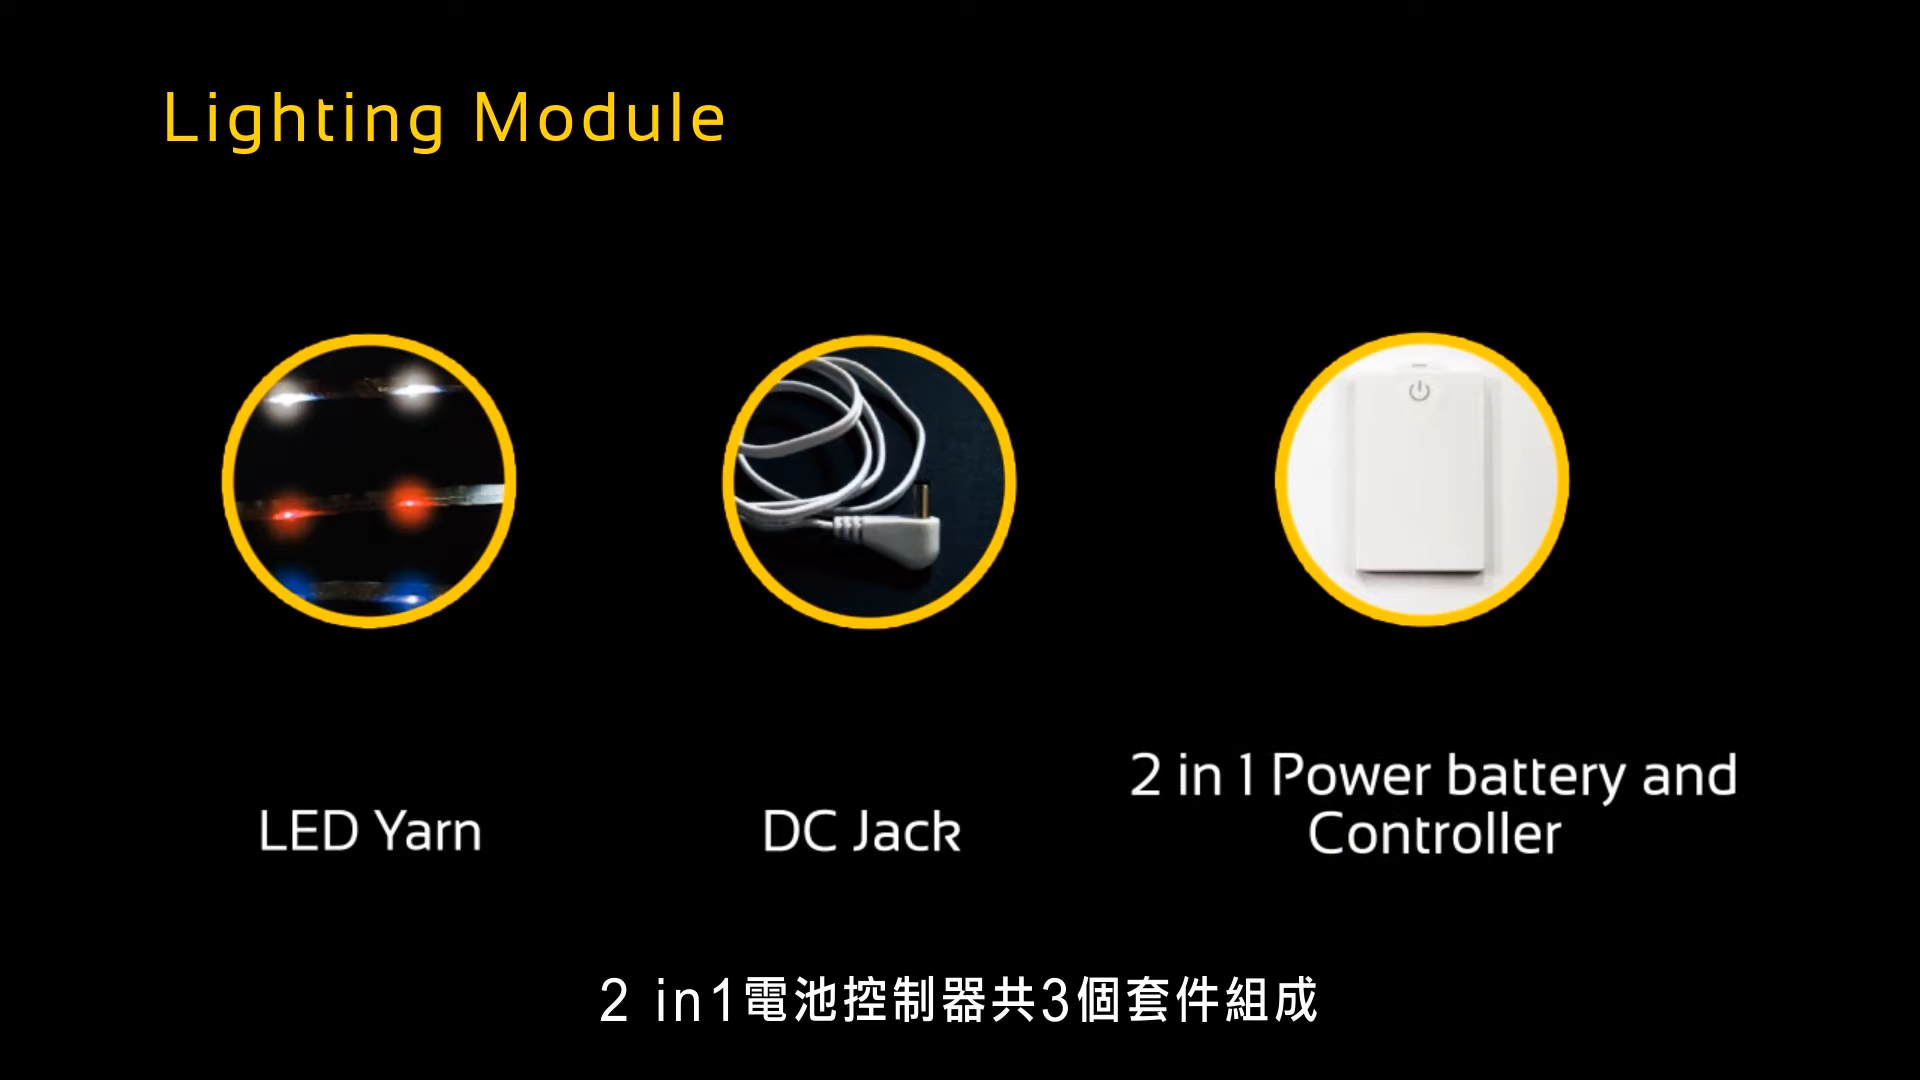 Lighting Module
LED Yarn
DC Jack
2 in 1 Power battery and
Controller
2 in1電池控制器共3個套件組成